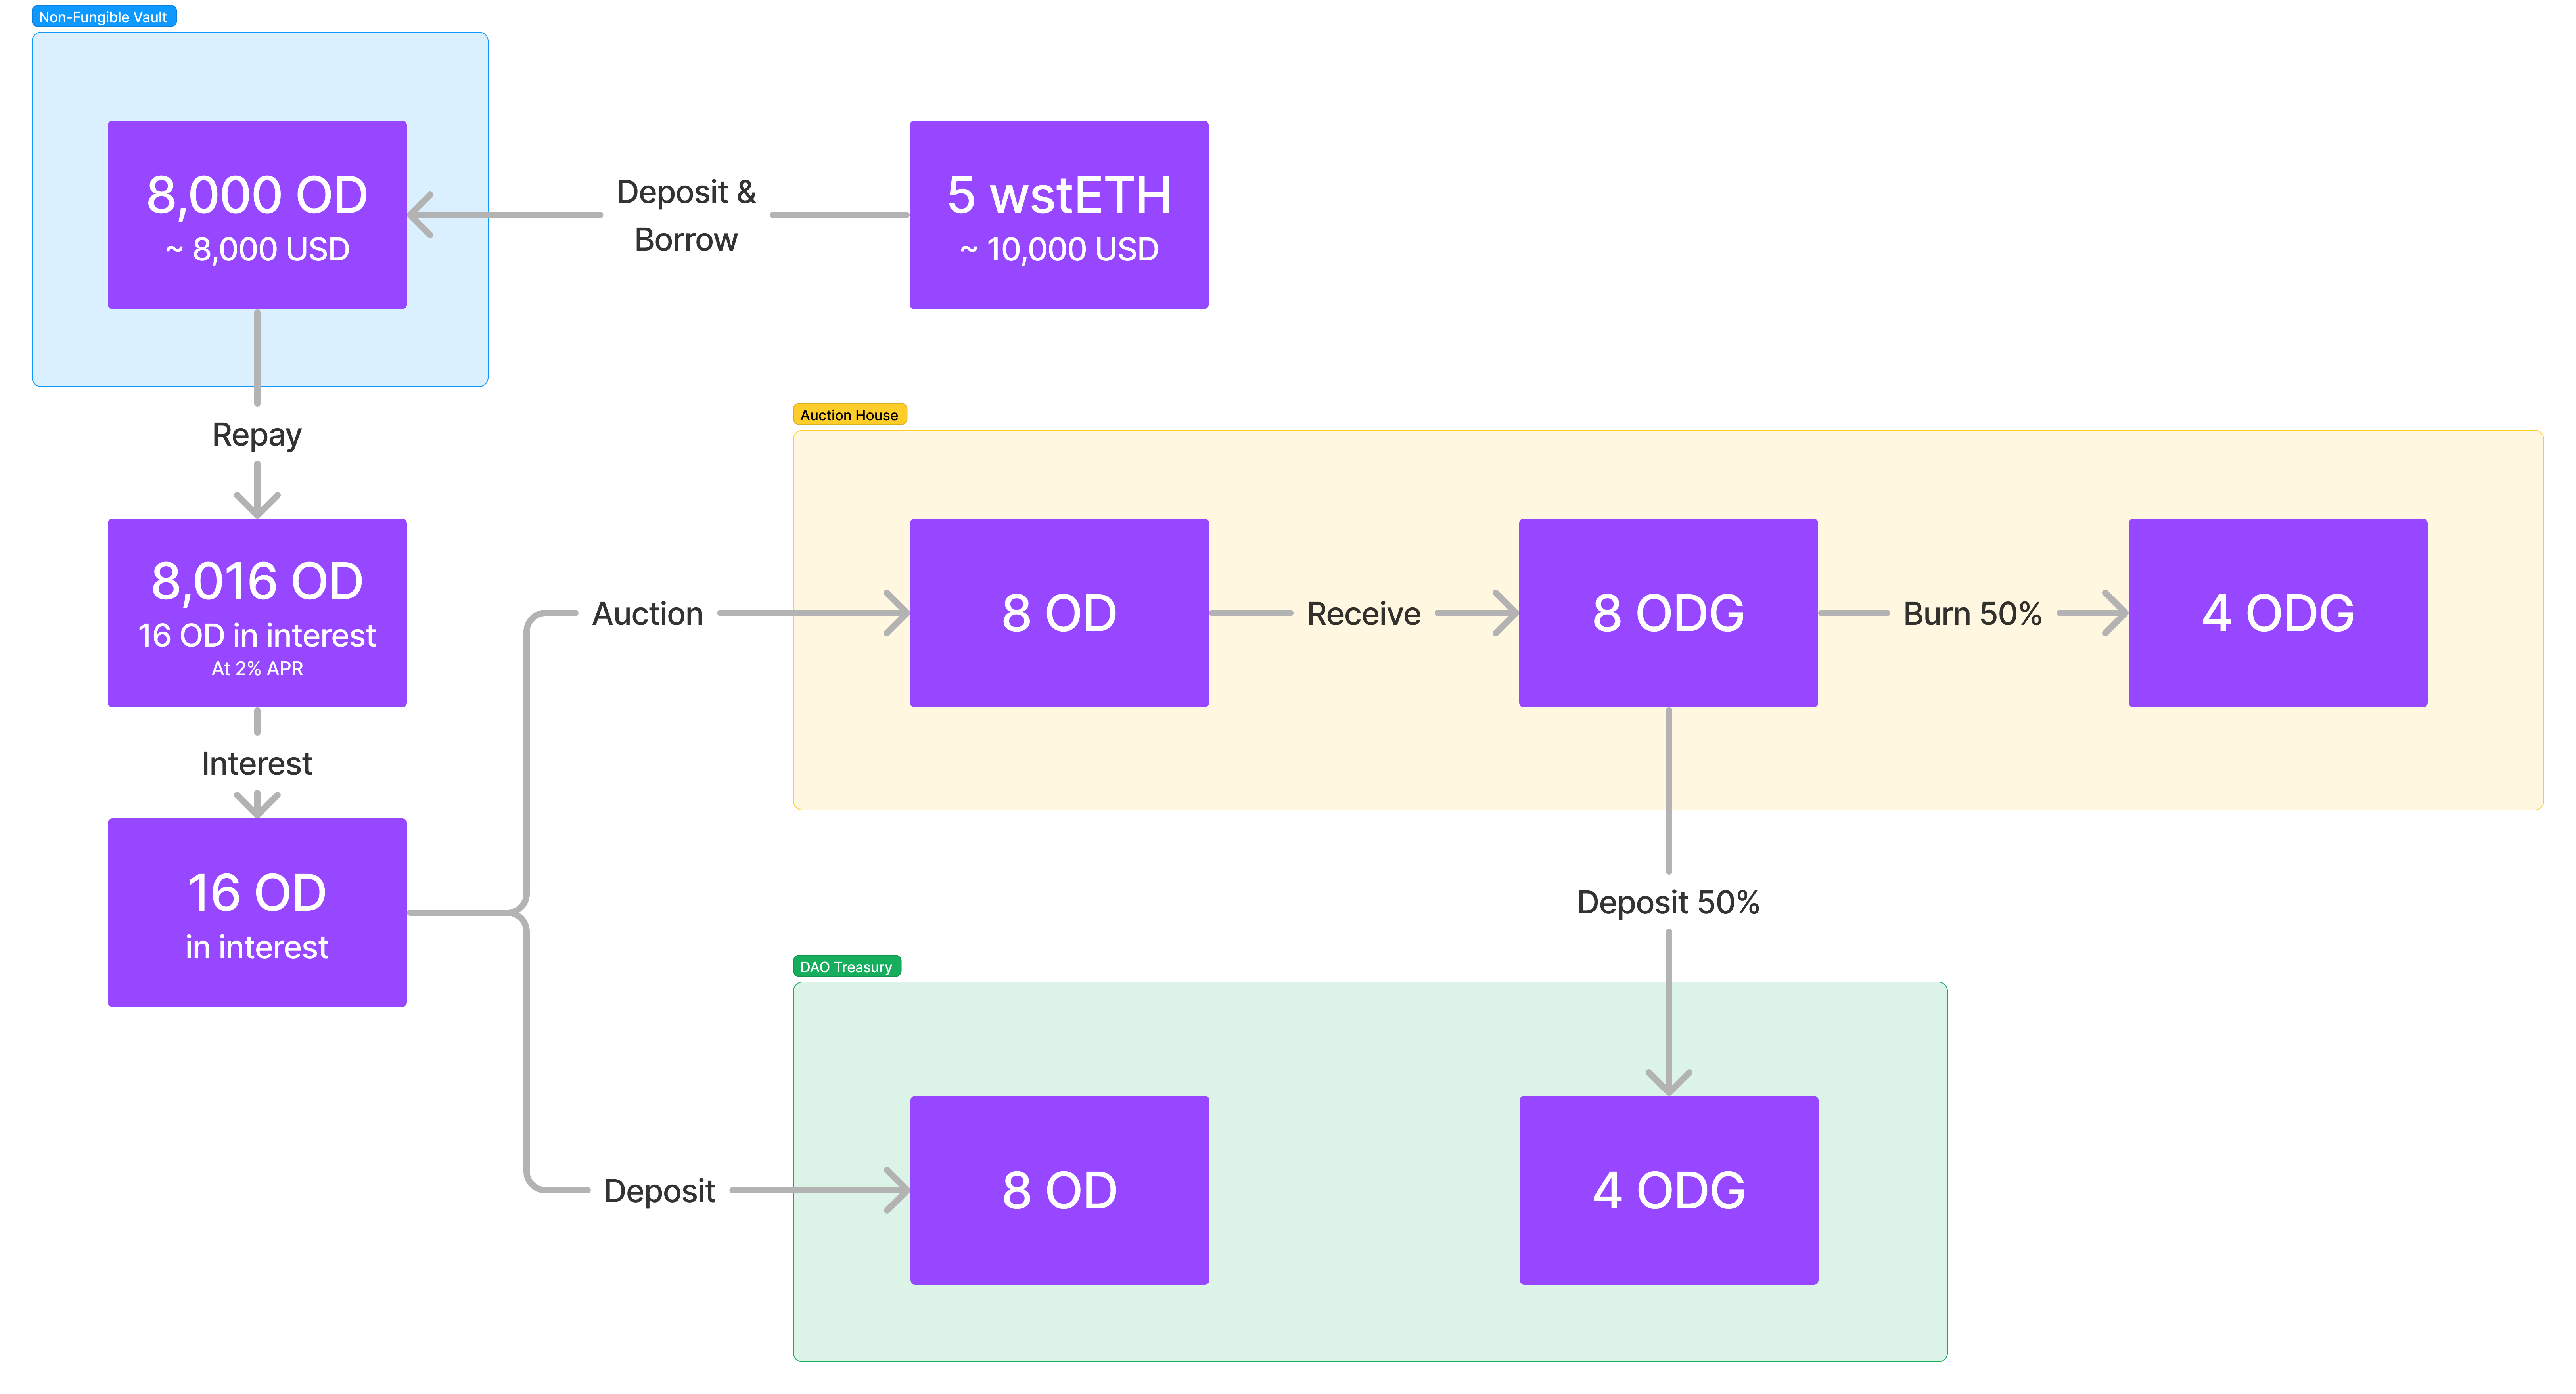 Non-Fungible Vault
8,000 OD
~ 8,000 USD
Deposit &
Borrow
5 wstETH
~ 10,000 USD
Repay
8,016 OD
16 OD in interest
At 2% APR
Interest
16 OD
in interest
Auction House
Auction
8 OD
Receive
8 ODG
Burn 50%
4 ODG
Deposit 50%
DAO Treasury
Deposit
8 OD
4 ODG